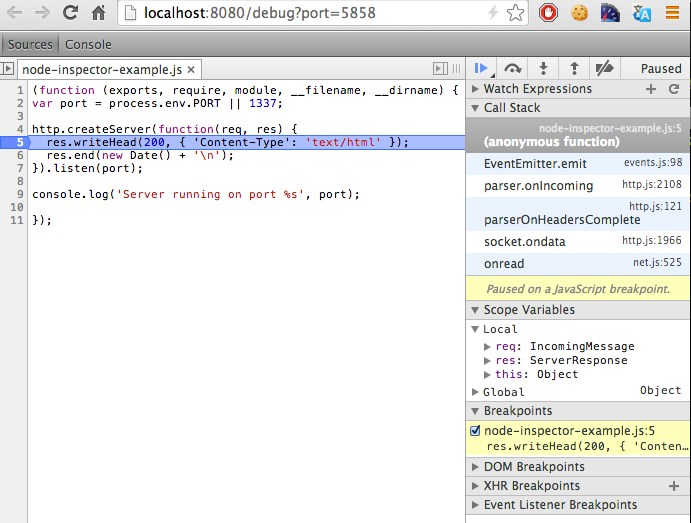 localhost:8080/debug?port=5858
Sources Console
node-inspector-example.js × Paused
1 (function (exports, require, module, __filename, __dirname) {
2 var port = process.env.PORT || 1337;
3
4 http.createServer(function(req, res) {
5 res.writeHead(200, { 'Content-Type': 'text/html' });
6 res.end(new Date() + '\n');
7 }).listen(port);
8
9 console.log('Server running on port %s', port);
10
11 });
Watch Expressions + C
Call Stack
node-inspector-example.js:5
(anonymous function)
EventEmitter.emit events.js:98
parser.onIncoming http.js:2108
http.js:121
parserOnHeadersComplete
socket.ondata http.js:1966
onread net.js:525
Paused on a JavaScript breakpoint.
Scope Variables
Local
req: IncomingMessage
res: ServerResponse
this: Object
Global Object
Breakpoints
node-inspector-example.js:5
res.writeHead(200, { 'Conten…
DOM Breakpoints
XHR Breakpoints +
Event Listener Breakpoints